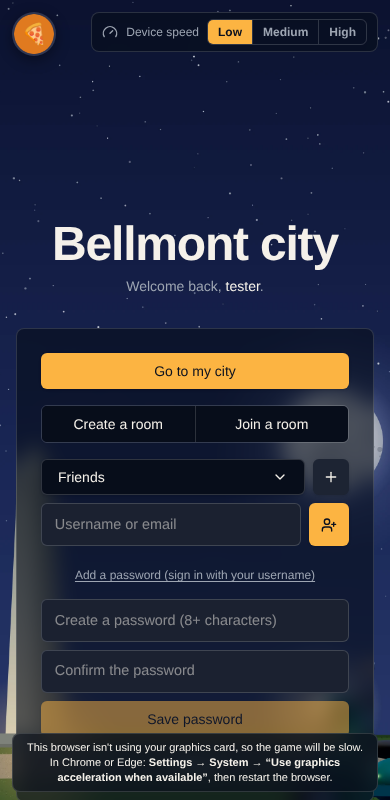 Device speed Low Medium High
Bellmont city
Welcome back, tester.
Go to my city
Create a room Join a room
Friends
Username or email
Add a password (sign in with your username)
Create a password (8+ characters)
Confirm the password
Save password
This browser isn't using your graphics card, so the game will be slow.
In Chrome or Edge: Settings → System → “Use graphics
acceleration when available”, then restart the browser.